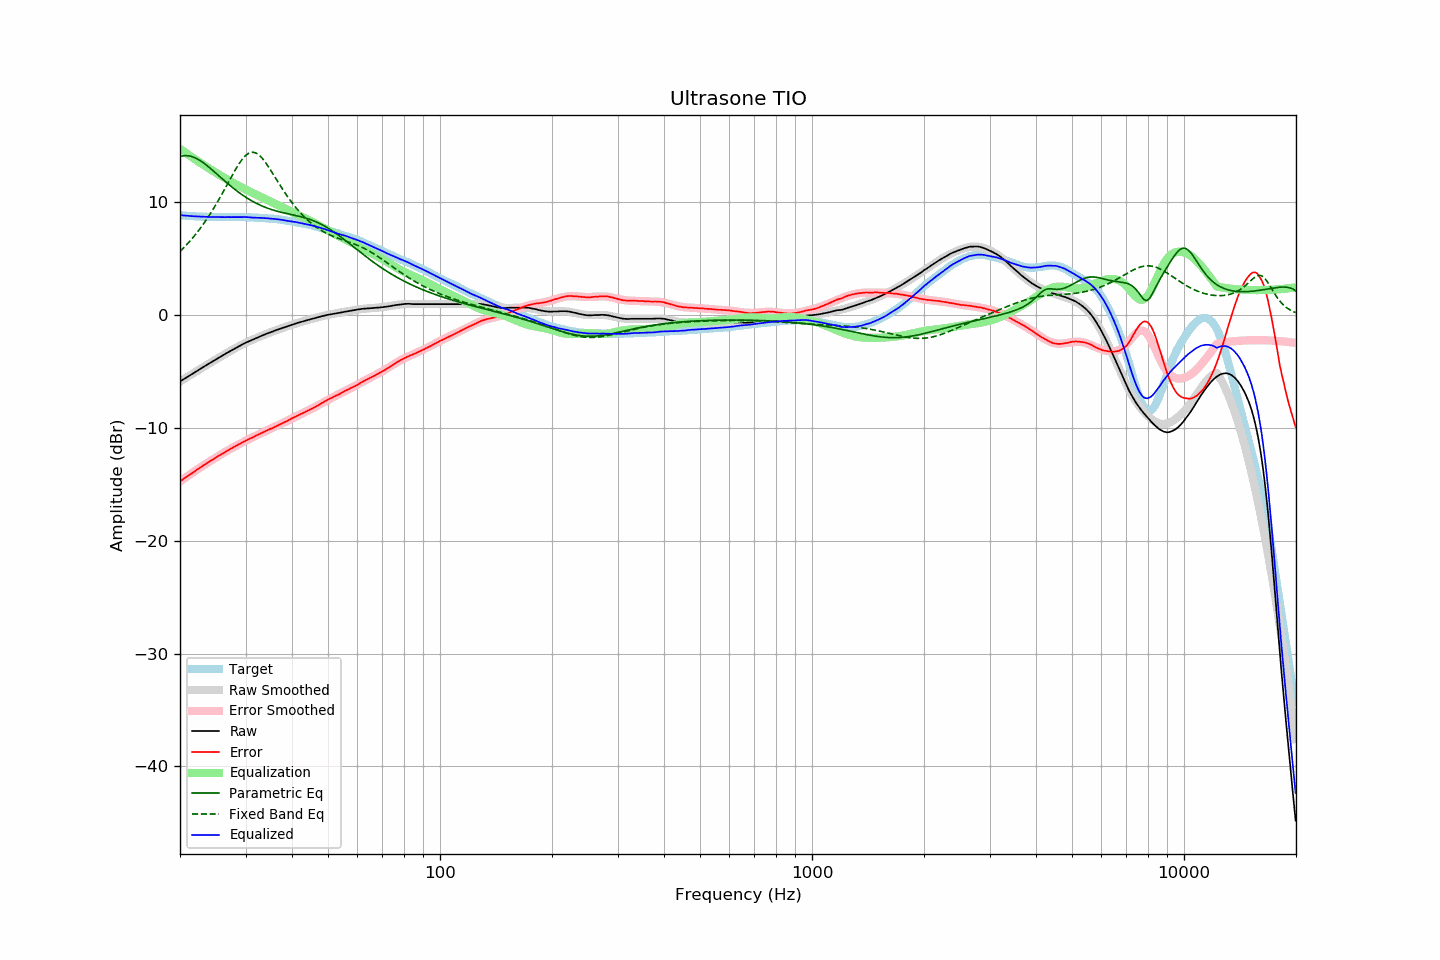 Ultrasone TIO
Amplitude (dBr)
10
0
−10
−20
−30
−40
Target
Raw Smoothed
Error Smoothed
Raw
Error
Equalization
Parametric Eq
Fixed Band Eq
Equalized
100
1000
10000
Frequency (Hz)